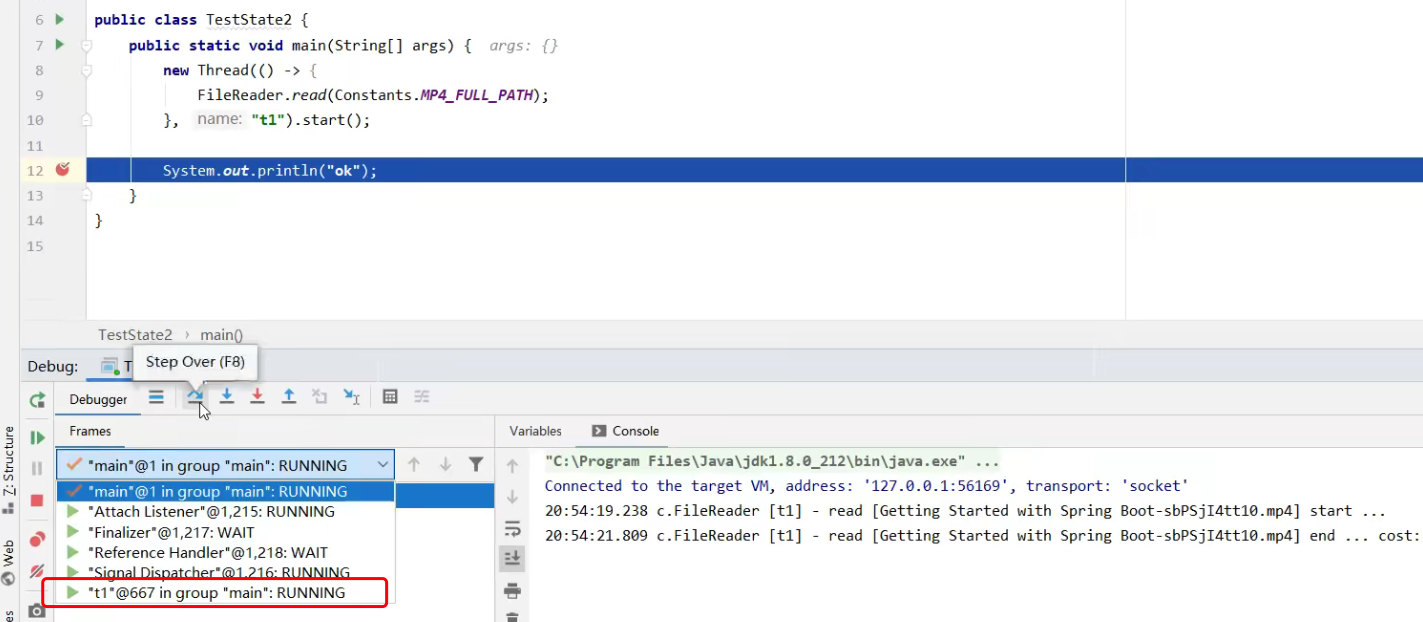 6 public class TestState2 {
7 public static void main(String[] args) { args: {}
8 new Thread(() -> {
9 FileReader.read(Constants.MP4_FULL_PATH);
10 }, name: "t1").start();
11
12 System.out.println("ok");
13 }
14 }
15
TestState2 › main()
Debug: T
Step Over (F8)
Debugger
Frames
Variables
Console
"main"@1 in group "main": RUNNING
"main"@1 in group "main": RUNNING
"Attach Listener"@1,215: RUNNING
"Finalizer"@1,217: WAIT
"Reference Handler"@1,218: WAIT
"Signal Dispatcher"@1,216: RUNNING
"t1"@667 in group "main": RUNNING
"C:\Program Files\Java\jdk1.8.0_212\bin\java.exe" ...
Connected to the target VM, address: '127.0.0.1:56169', transport: 'socket'
20:54:19.238 c.FileReader [t1] - read [Getting Started with Spring Boot-sbPSjI4tt10.mp4] start ...
20:54:21.809 c.FileReader [t1] - read [Getting Started with Spring Boot-sbPSjI4tt10.mp4] end ... cost:
Z: Structure
Web